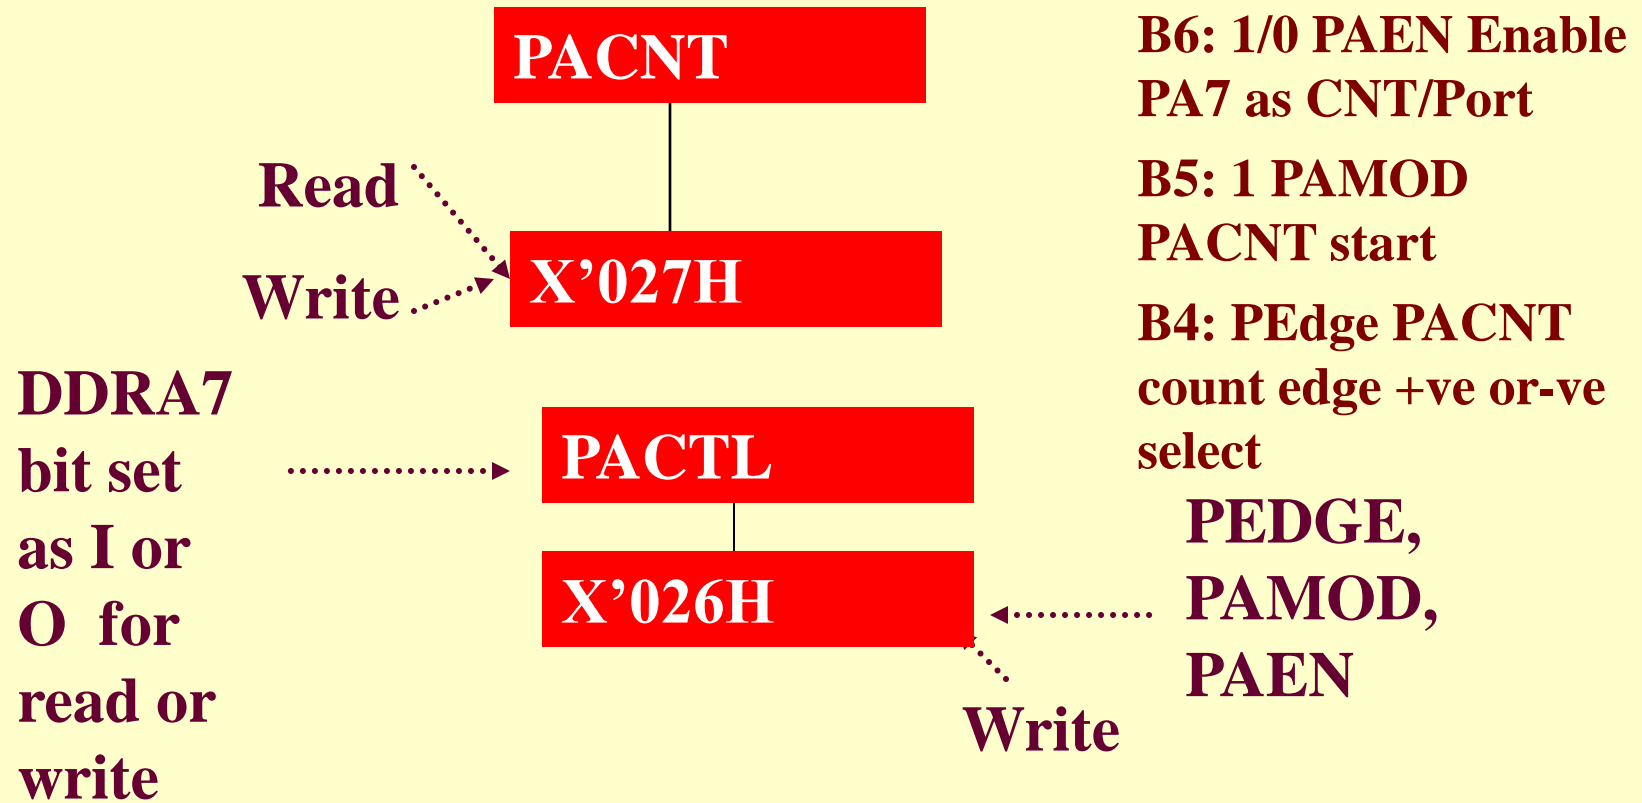 PACNT
Read
Write
X’027H
DDRA7
bit set
as I or
O for
read or
write
PACTL
X’026H
Write
B6: 1/0 PAEN Enable
PA7 as CNT/Port
B5: 1 PAMOD
PACNT start
B4: PEdge PACNT
count edge +ve or-ve
select
PEDGE,
PAMOD,
PAEN